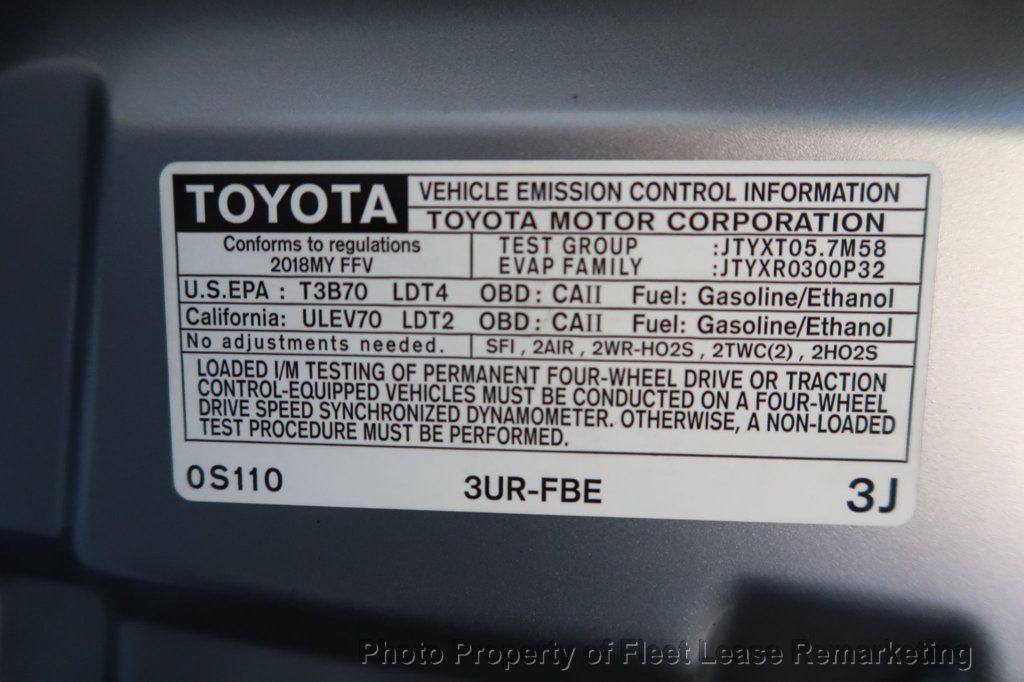 TOYOTA VEHICLE EMISSION CONTROL INFORMATION
TOYOTA MOTOR CORPORATION
Conforms to regulations
2018MY FFV
TEST GROUP :JTYXT05.7M58
EVAP FAMILY :JTYXR0300P32
U.S.EPA : T3B70 LDT4 OBD : CAII Fuel: Gasoline/Ethanol
California: ULEV70 LDT2 OBD : CAII Fuel: Gasoline/Ethanol
No adjustments needed. SFI , 2AIR , 2WR-HO2S , 2TWC(2) , 2HO2S
LOADED I/M TESTING OF PERMANENT FOUR-WHEEL DRIVE OR TRACTION
CONTROL-EQUIPPED VEHICLES MUST BE CONDUCTED ON A FOUR-WHEEL
DRIVE SPEED SYNCHRONIZED DYNAMOMETER. OTHERWISE, A NON-LOADED
TEST PROCEDURE MUST BE PERFORMED.
0S110 3UR-FBE 3J
Photo Property of Fleet Lease Remarketing